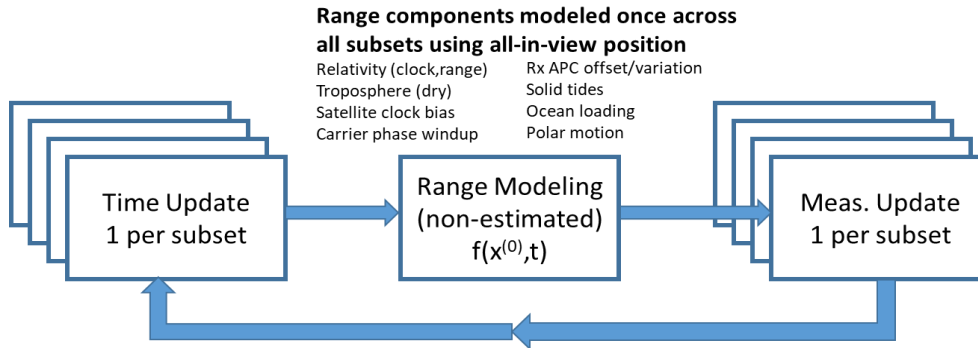 Range components modeled once across
all subsets using all-in-view position
Relativity (clock,range)
Troposphere (dry)
Satellite clock bias
Carrier phase windup
Rx APC offset/variation
Solid tides
Ocean loading
Polar motion
Time Update
1 per subset
Range Modeling
(non-estimated)
f(x⁽⁰⁾,t)
Meas. Update
1 per subset